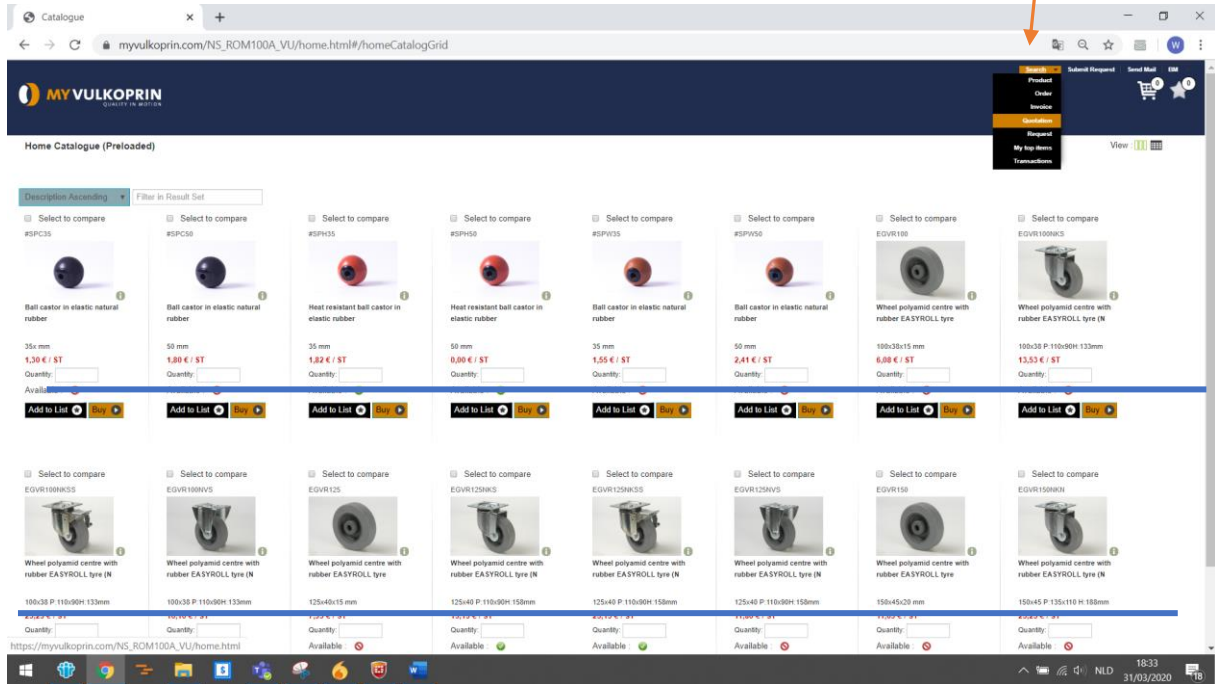 Catalogue
myvulkoprin.com/NS_ROM100A_VU/home.html#/homeCatalogGrid
W
Search Submit Request Send Mail
MY VULKOPRIN
QUALITY IN MOTION
0 0
Product
Order
Invoice
Quotation
Request
My top items
Transactions
Home Catalogue (Preloaded)
View :
Description Ascending Filter in Result Set
Select to compare Select to compare Select to compare Select to compare Select to compare Select to compare Select to compare Select to compare
#SPC35 #SPC50 #SPH35 #SPH50 #SPW35 #SPW50 EGVR100 EGVR100NKS
Ball castor in elastic natural Ball castor in elastic natural Heat resistant ball castor in Heat resistant ball castor in Ball castor in elastic natural Ball castor in elastic natural Wheel polyamid centre with Wheel polyamid centre with
rubber rubber elastic rubber elastic rubber rubber rubber rubber EASYROLL tyre rubber EASYROLL tyre (N
35x mm 50 mm 35 mm 50 mm 35 mm 50 mm 100x38x15 mm 100x38 P:110x90H:133mm
1,30 € / ST 1,80 € / ST 1,82 € / ST 0,00 € / ST 1,55 € / ST 2,41 € / ST 6,08 € / ST 13,53 € / ST
Quantity: Quantity: Quantity: Quantity: Quantity: Quantity: Quantity: Quantity:
Add to List Buy Add to List Buy Add to List Buy Add to List Buy Add to List Buy Add to List Buy Add to List Buy Add to List Buy
Select to compare Select to compare Select to compare Select to compare Select to compare Select to compare Select to compare Select to compare
EGVR100NKSS EGVR100NVS EGVR125 EGVR125NKS EGVR125NKSS EGVR125NVS EGVR150 EGVR150NKN
Wheel polyamid centre with Wheel polyamid centre with Wheel polyamid centre with Wheel polyamid centre with Wheel polyamid centre with Wheel polyamid centre with Wheel polyamid centre with Wheel polyamid centre with
rubber EASYROLL tyre (N rubber EASYROLL tyre (N rubber EASYROLL tyre rubber EASYROLL tyre (N rubber EASYROLL tyre (N rubber EASYROLL tyre (N rubber EASYROLL tyre rubber EASYROLL tyre (N
100x38 P:110x90H:133mm 100x38 P:110x90H:133mm 125x40x15 mm 125x40 P:110x90H:158mm 125x40 P:110x90H:158mm 125x40 P:110x90H:158mm 150x45x20 mm 150x45 P:135x110 H:188mm
Quantity: Quantity: Quantity: Quantity: Quantity: Quantity: Quantity: Quantity:
https://myvulkoprin.com/NS_ROM100A_VU/home.html Available : Available : Available : Available : Available : Available :
NLD 18:33
31/03/2020
18